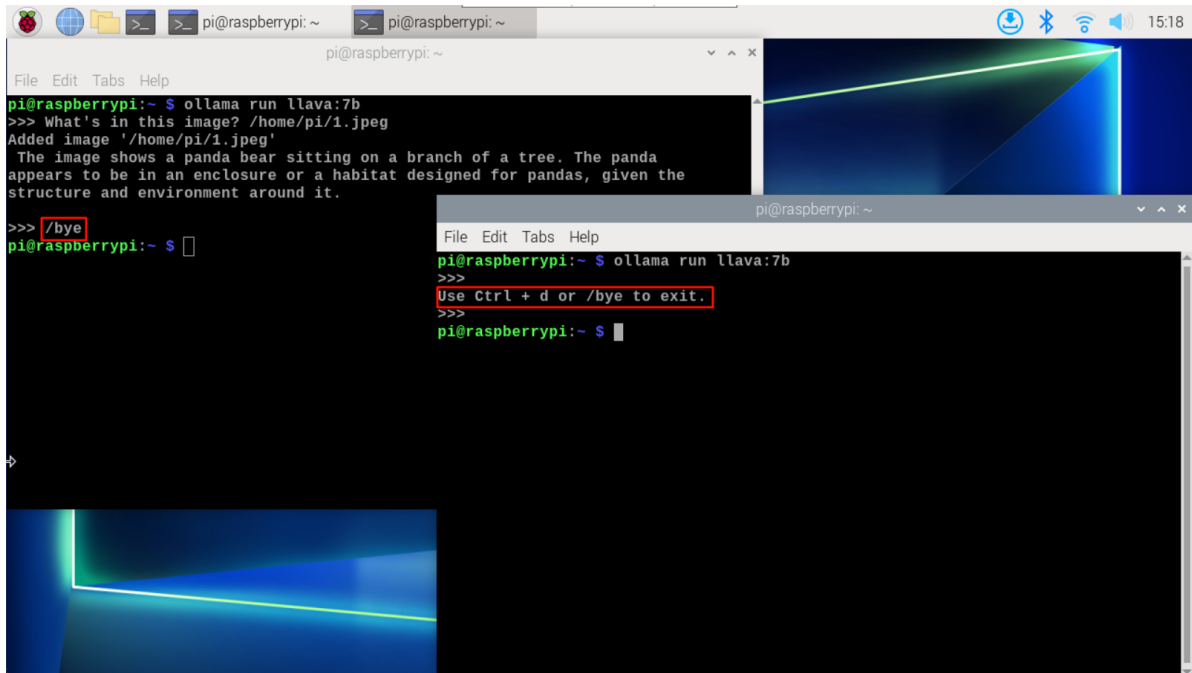 pi@raspberrypi: ~
pi@raspberrypi: ~
15:18
pi@raspberrypi: ~
File Edit Tabs Help
pi@raspberrypi:~ $ ollama run llava:7b
>>> What's in this image? /home/pi/1.jpeg
Added image '/home/pi/1.jpeg'
The image shows a panda bear sitting on a branch of a tree. The panda
appears to be in an enclosure or a habitat designed for pandas, given the
structure and environment around it.
>>> /bye
pi@raspberrypi:~ $
pi@raspberrypi: ~
File Edit Tabs Help
pi@raspberrypi:~ $ ollama run llava:7b
>>>
Use Ctrl + d or /bye to exit.
>>>
pi@raspberrypi:~ $